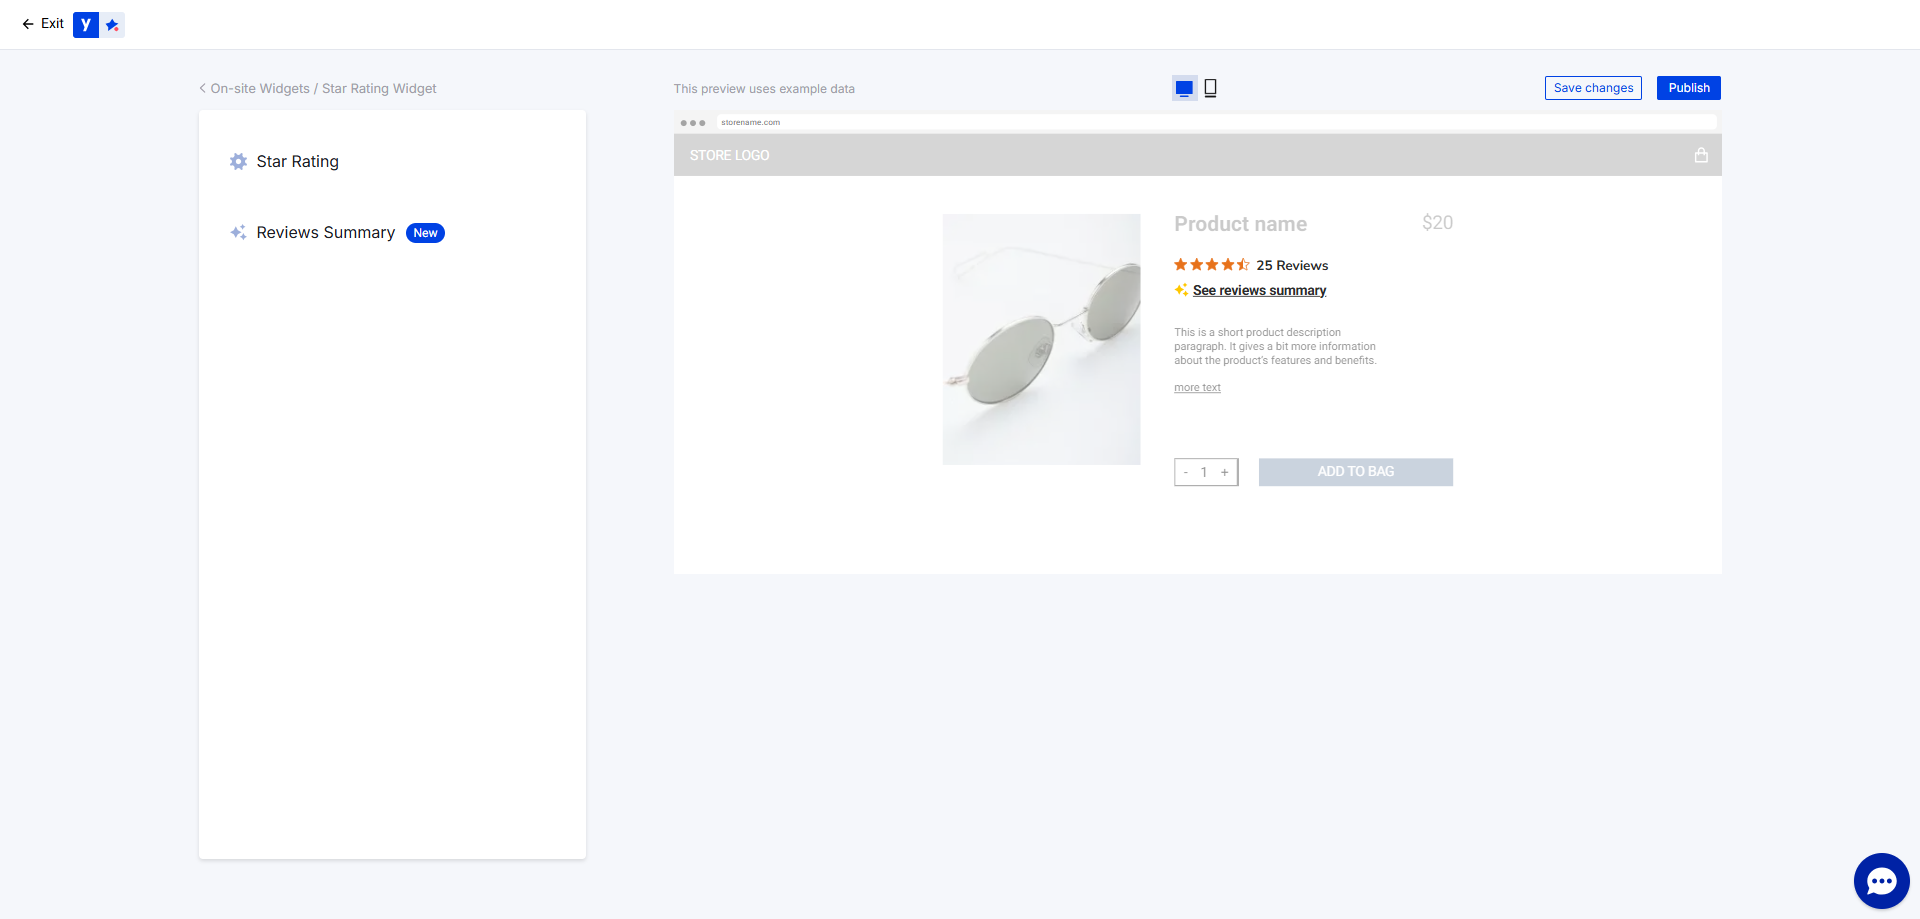 Exit
y
On-site Widgets / Star Rating Widget
This preview uses example data
Save changes
Publish
Star Rating
Reviews Summary New
storename.com
STORE LOGO
Product name
$20
25 Reviews
See reviews summary
This is a short product description
paragraph. It gives a bit more information
about the product's features and benefits.
more text
- 1 +
ADD TO BAG